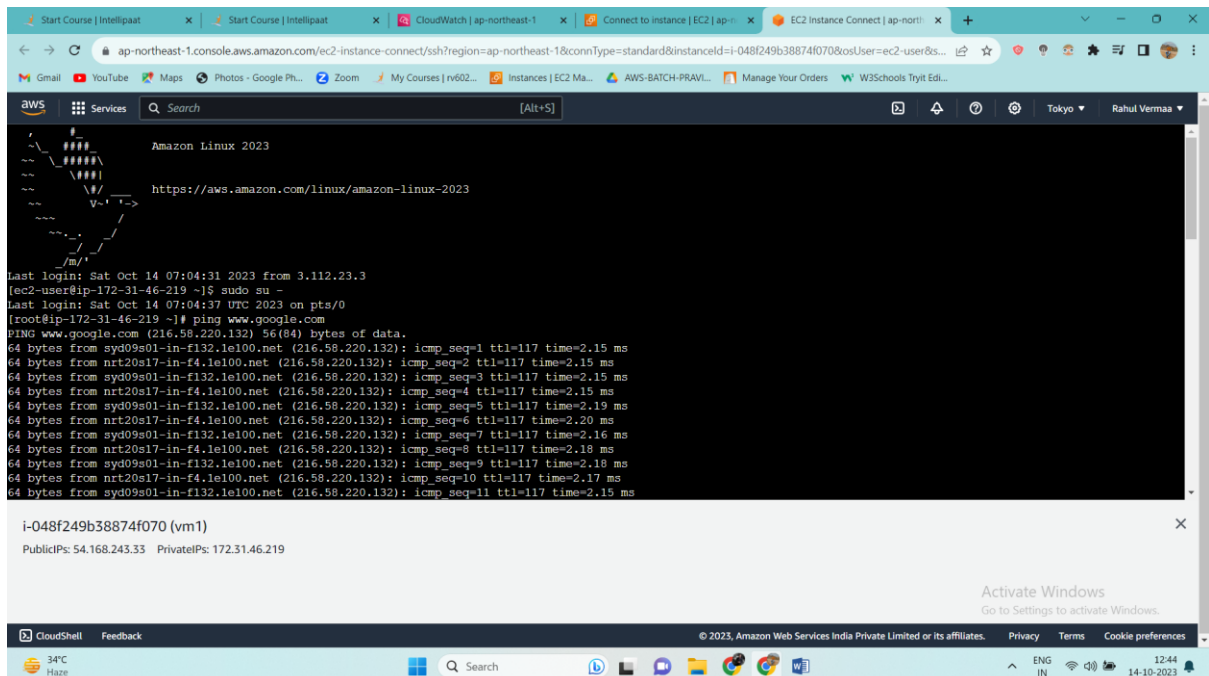 Start Course | Intellipaat
Start Course | Intellipaat
CloudWatch | ap-northeast-1
Connect to instance | EC2 | ap-n
EC2 Instance Connect | ap-north
ap-northeast-1.console.aws.amazon.com/ec2-instance-connect/ssh?region=ap-northeast-1&connType=standard&instanceId=i-048f249b38874f070&osUser=ec2-user&s...
Gmail YouTube Maps Photos - Google Ph... Zoom My Courses | rv602... Instances | EC2 Ma... AWS-BATCH-PRAVI... Manage Your Orders W3Schools Tryit Edi...
aws Services Search [Alt+S] Tokyo Rahul Vermaa
   ,     #_
   ~\_  ####_        Amazon Linux 2023
  ~~  \_#####\
  ~~     \###|
  ~~       \#/ ___   https://aws.amazon.com/linux/amazon-linux-2023
   ~~       V~' '->
    ~~~         /
      ~~._.   _/
         _/ _/
       _/m/'
Last login: Sat Oct 14 07:04:31 2023 from 3.112.23.3
[ec2-user@ip-172-31-46-219 ~]$ sudo su -
Last login: Sat Oct 14 07:04:37 UTC 2023 on pts/0
[root@ip-172-31-46-219 ~]# ping www.google.com
PING www.google.com (216.58.220.132) 56(84) bytes of data.
64 bytes from syd09s01-in-f132.1e100.net (216.58.220.132): icmp_seq=1 ttl=117 time=2.15 ms
64 bytes from nrt20s17-in-f4.1e100.net (216.58.220.132): icmp_seq=2 ttl=117 time=2.15 ms
64 bytes from syd09s01-in-f132.1e100.net (216.58.220.132): icmp_seq=3 ttl=117 time=2.15 ms
64 bytes from nrt20s17-in-f4.1e100.net (216.58.220.132): icmp_seq=4 ttl=117 time=2.15 ms
64 bytes from syd09s01-in-f132.1e100.net (216.58.220.132): icmp_seq=5 ttl=117 time=2.19 ms
64 bytes from nrt20s17-in-f4.1e100.net (216.58.220.132): icmp_seq=6 ttl=117 time=2.20 ms
64 bytes from syd09s01-in-f132.1e100.net (216.58.220.132): icmp_seq=7 ttl=117 time=2.16 ms
64 bytes from nrt20s17-in-f4.1e100.net (216.58.220.132): icmp_seq=8 ttl=117 time=2.18 ms
64 bytes from syd09s01-in-f132.1e100.net (216.58.220.132): icmp_seq=9 ttl=117 time=2.18 ms
64 bytes from nrt20s17-in-f4.1e100.net (216.58.220.132): icmp_seq=10 ttl=117 time=2.17 ms
64 bytes from syd09s01-in-f132.1e100.net (216.58.220.132): icmp_seq=11 ttl=117 time=2.15 ms
i-048f249b38874f070 (vm1)
PublicIPs: 54.168.243.33 PrivateIPs: 172.31.46.219
Activate Windows
Go to Settings to activate Windows.
CloudShell Feedback © 2023, Amazon Web Services India Private Limited or its affiliates. Privacy Terms Cookie preferences
34°C
Haze
Search
ENG
IN
12:44
14-10-2023